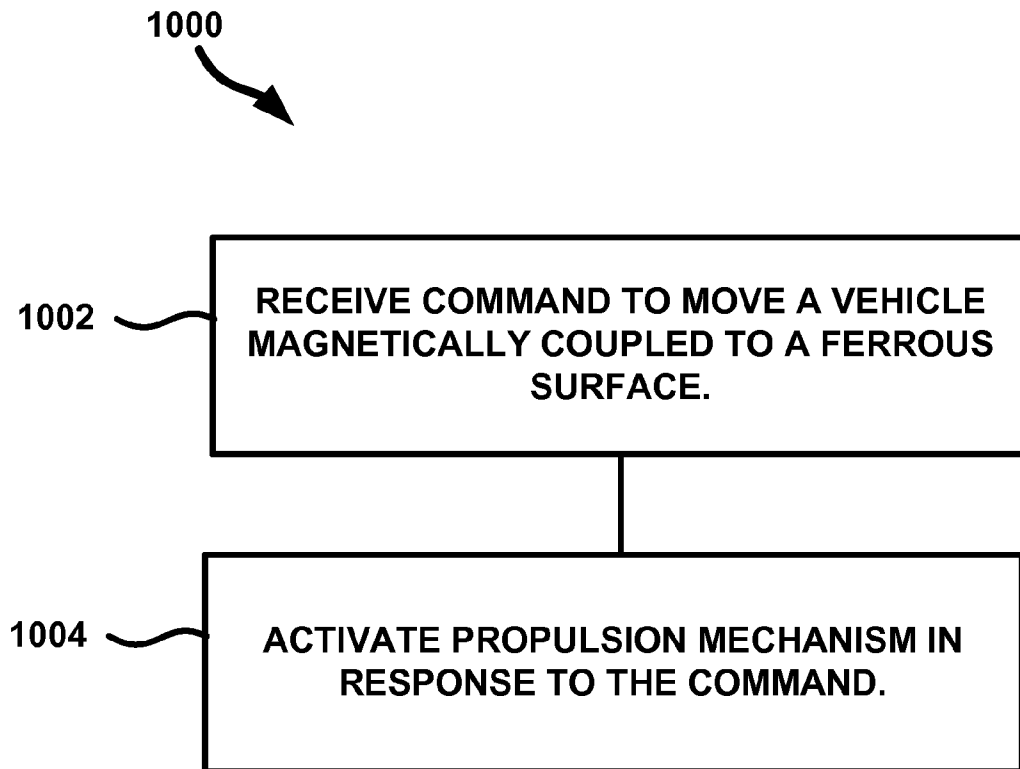 1000
1002
RECEIVE COMMAND TO MOVE A VEHICLE
MAGNETICALLY COUPLED TO A FERROUS
SURFACE.
1004
ACTIVATE PROPULSION MECHANISM IN
RESPONSE TO THE COMMAND.